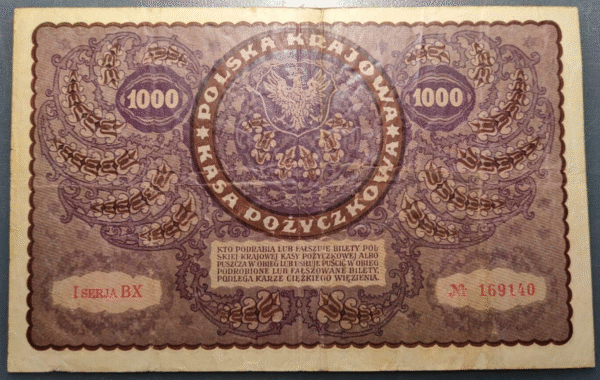 POLSKA KRAJOWA
1000
1000
★ KASA POŻYCZKOWA ★
KTO PODRABIA LUB FAŁSZUJE BILETY POL-
SKIEJ KRAJOWEJ KASY POŻYCZKOWEJ ALBO
PUSZCZA W OBIEG LUB USIŁUJE PUŚCIĆ W OBIEG
PODROBIONE LUB FAŁSZOWANE BILETY,
PODLEGA KARZE CIĘŻKIEGO WIĘZIENIA.
I SERJA BX
№ 169140